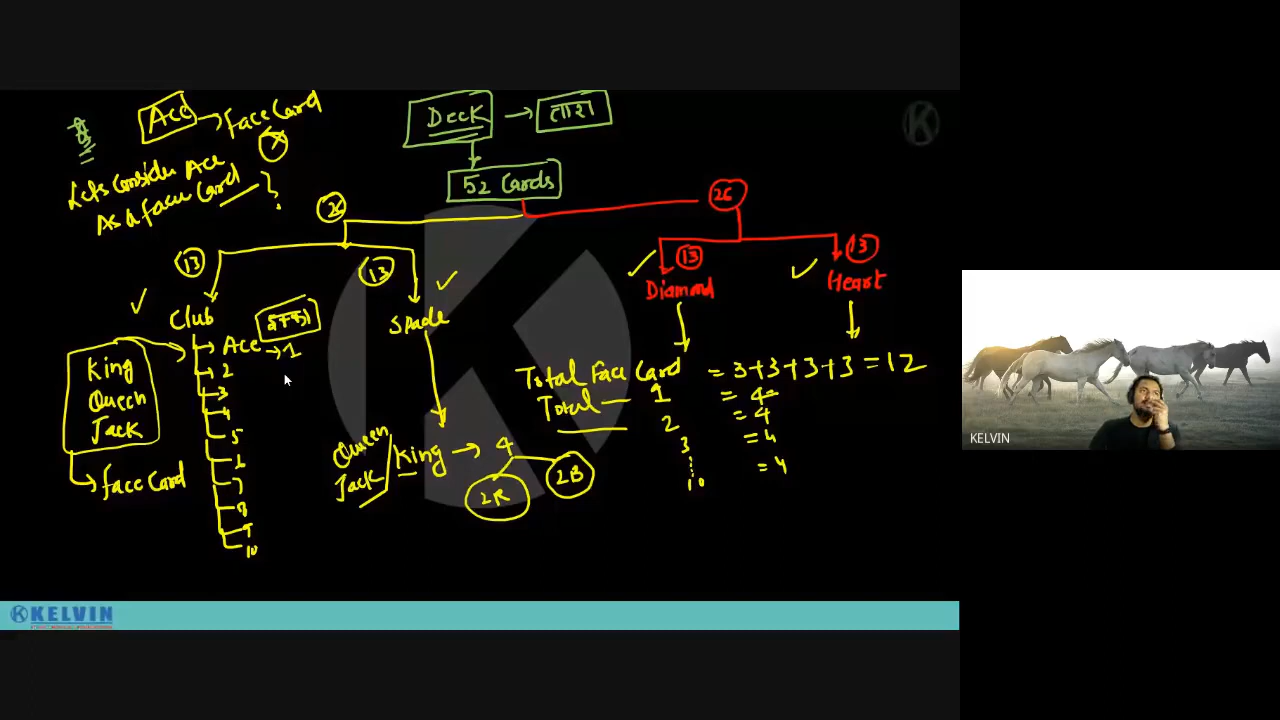 Ace → Face Card
Lets Consider Ace
As a face Card
?
Deck → ताश
52 Cards
26
26
13
13
13
13
Club
Spade
Diamond
Heart
King
Queen
Jack
Face Card
Ace → 1
2
3
4
5
6
7
8
9
10
Queen
Jack / King → 4
2R
2B
Total Face Card = 3+3+3+3 = 12
Total — 1 = 4
2 = 4
3 = 4
10 = 4
KELVIN
KELVIN